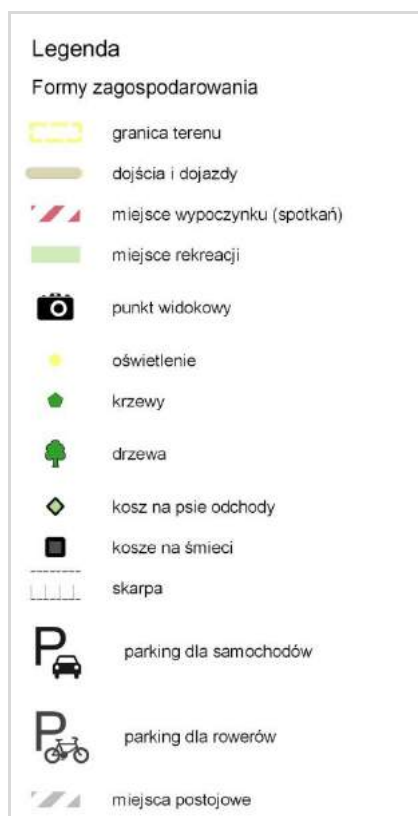 Legenda
Formy zagospodarowania
granica terenu
dojścia i dojazdy
miejsce wypoczynku (spotkań)
miejsce rekreacji
punkt widokowy
oświetlenie
krzewy
drzewa
kosz na psie odchody
kosze na śmieci
skarpa
P parking dla samochodów
P parking dla rowerów
miejsca postojowe